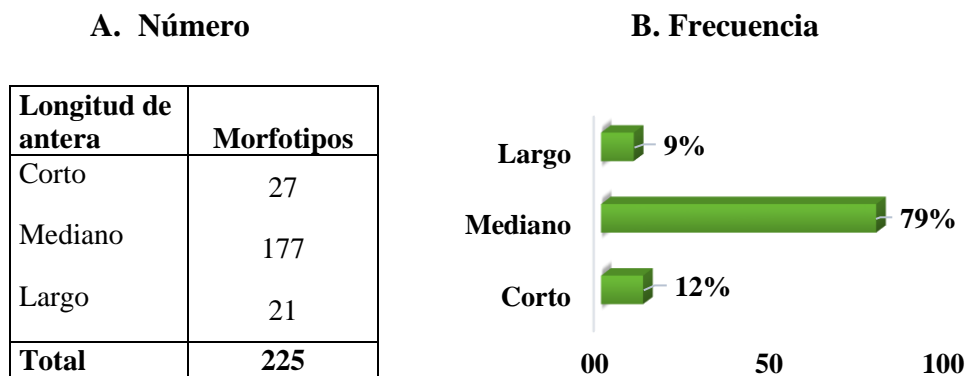 A. Número
Longitud de
antera Morfotipos
Corto 27
Mediano 177
Largo 21
Total 225
B. Frecuencia
Largo 9%
Mediano 79%
Corto 12%
00 50 100